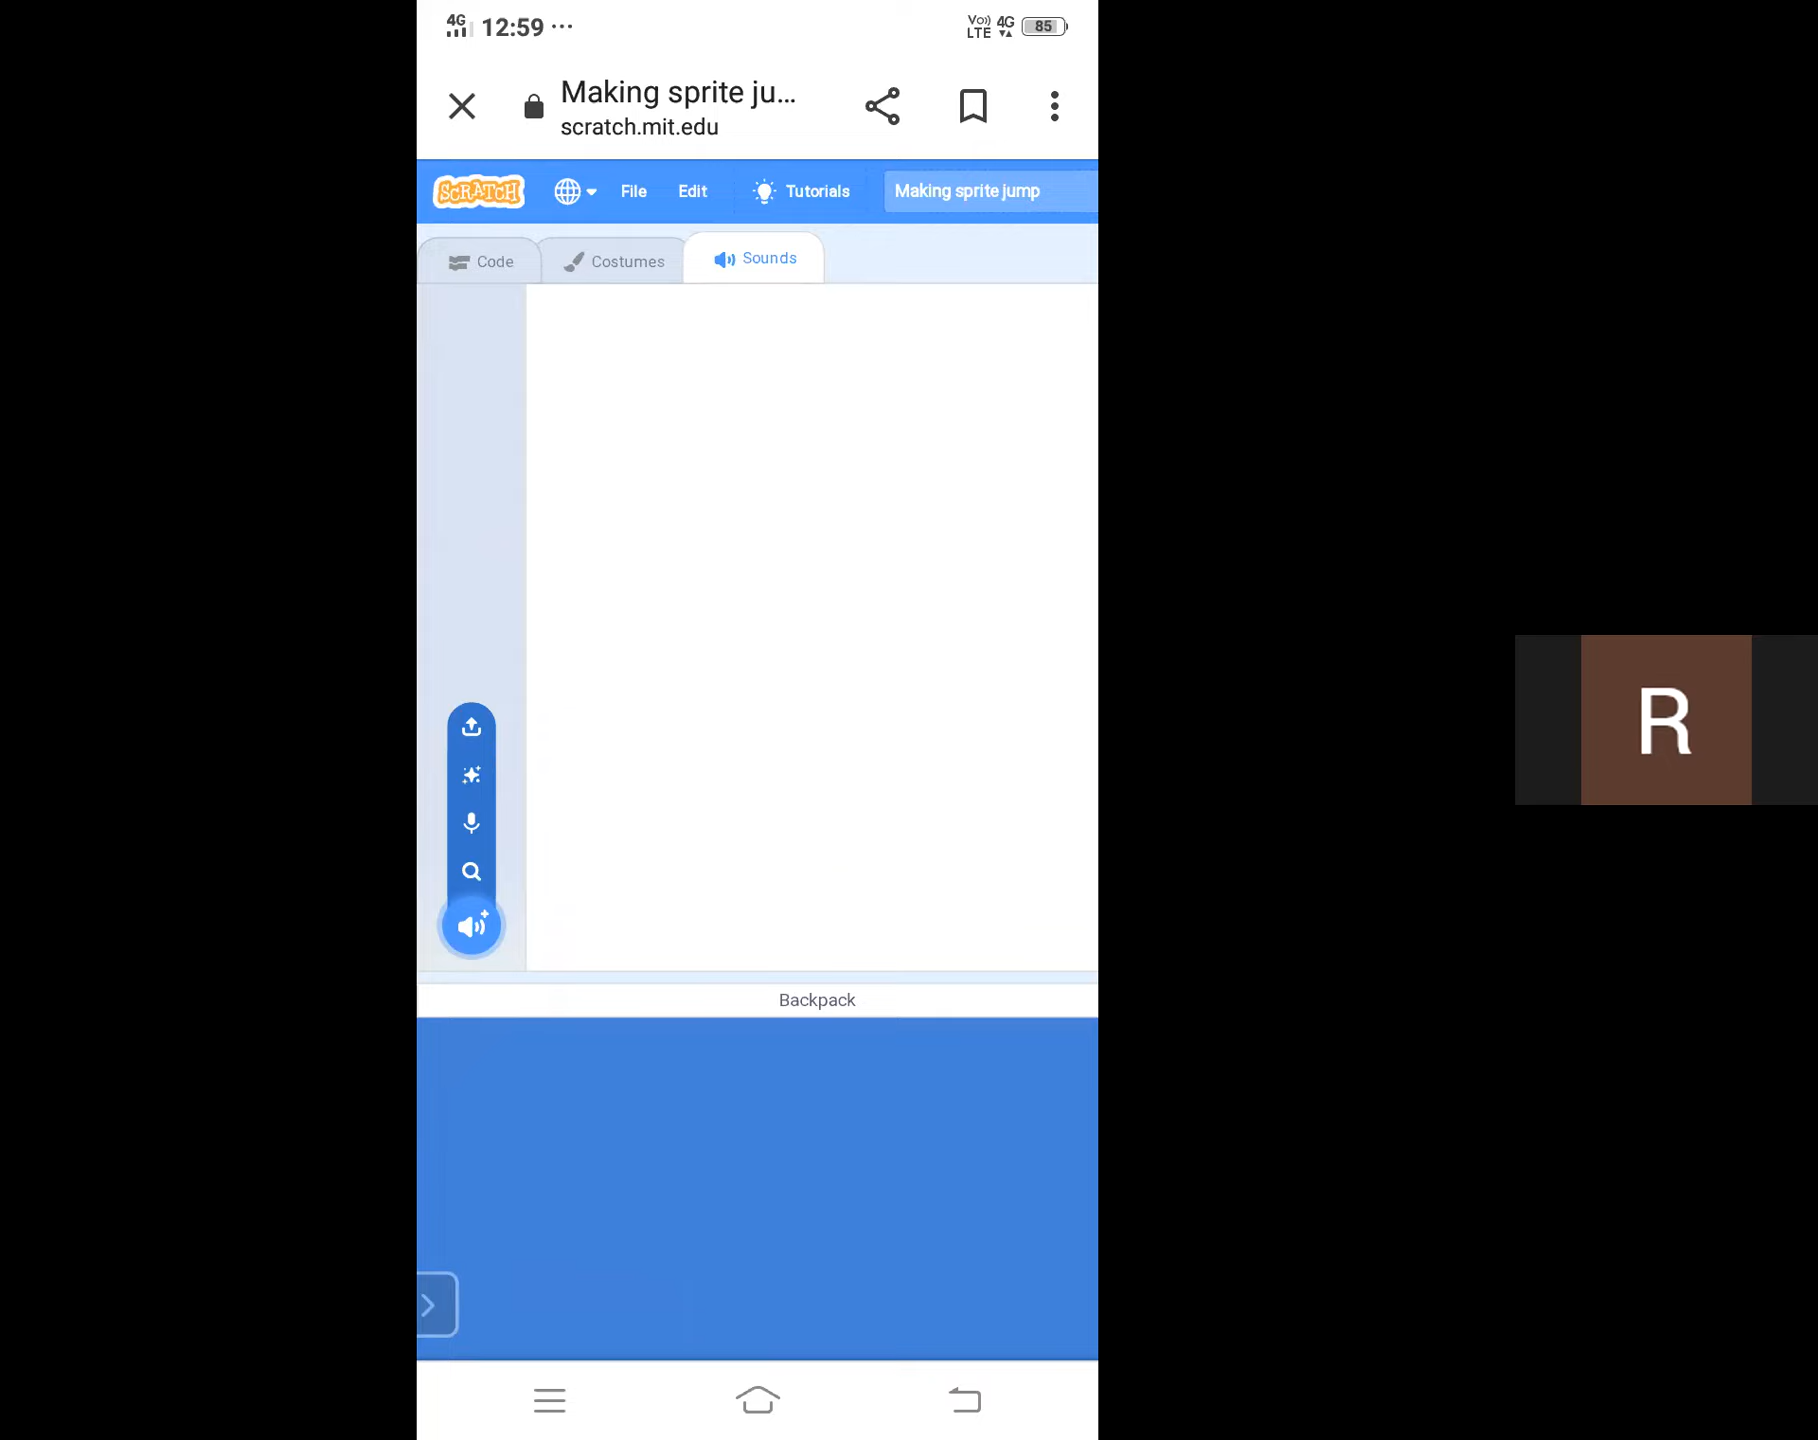 4G 12:59 ··· Vo)) LTE 4G 85
Making sprite ju...
scratch.mit.edu
SCRATCH File Edit Tutorials Making sprite jump
Code Costumes Sounds
R
Backpack